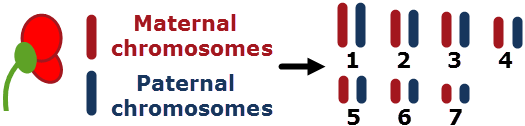 Maternal
chromosomes
Paternal
chromosomes
1 2 3 4
5 6 7